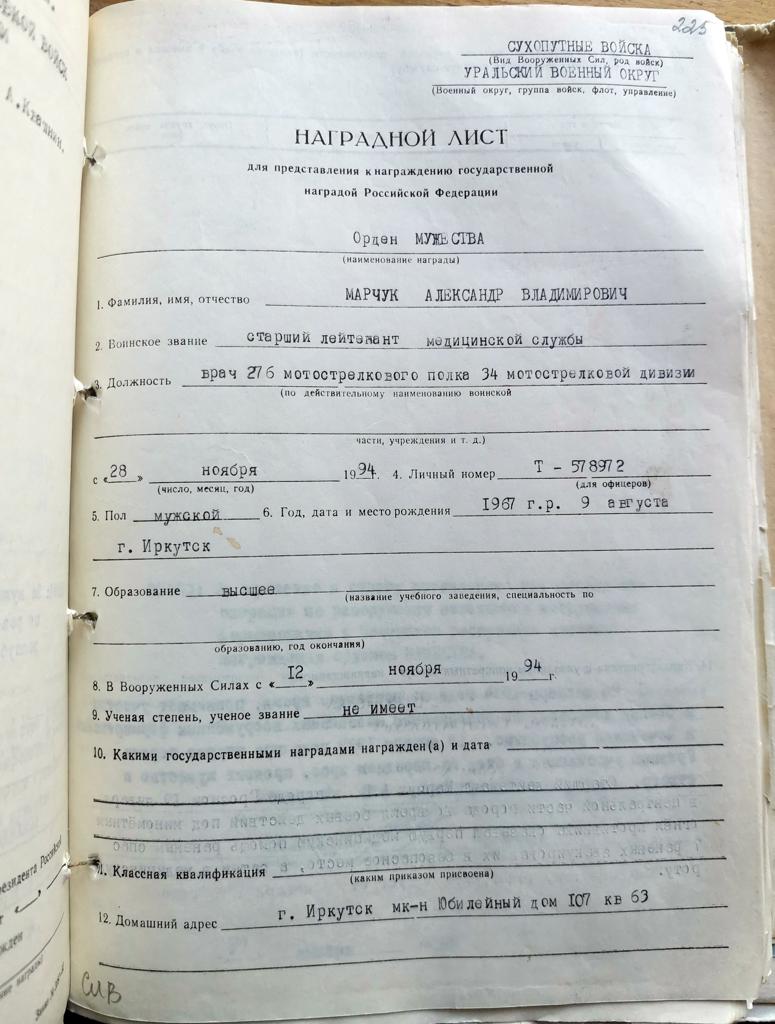 225
СУХОПУТНЫЕ ВОЙСКА
(Вид Вооруженных Сил, род войск)
УРАЛЬСКИЙ ВОЕННЫЙ ОКРУГ
(Военный округ, группа войск, флот, управление)
НАГРАДНОЙ ЛИСТ
для представления к награждению государственной
наградой Российской Федерации
Орден МУЖЕСТВА
(наименование награды)
1. Фамилия, имя, отчество МАРЧУК АЛЕКСАНДР ВЛАДИМИРОВИЧ
2. Воинское звание старший лейтенант медицинской службы
3. Должность врач 276 мотострелкового полка 34 мотострелковой дивизии
(по действительному наименованию воинской
части, учреждения и т. д.)
с «28» ноября 1994. 4. Личный номер Т - 578972
(число, месяц, год) (для офицеров)
5. Пол мужской 6. Год, дата и место рождения 1967 г.р. 9 августа
г. Иркутск
7. Образование высшее (название учебного заведения, специальность по
образованию, год окончания)
8. В Вооруженных Силах с «12» ноября 1994 г.
9. Ученая степень, ученое звание не имеет
10. Какими государственными наградами награжден(а) и дата
11. Классная квалификация
(каким приказом присвоена)
12. Домашний адрес г. Иркутск мк-н Юбилейный дом 107 кв 63